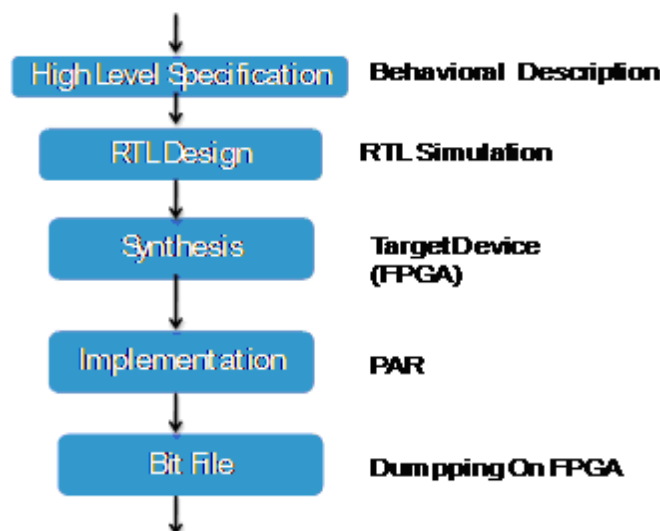 High Level Specification
Behavioral Description
RTL Design
RTL Simulation
Synthesis
Target Device
(FPGA)
Implementation
PAR
Bit File
Dumpping On FPGA